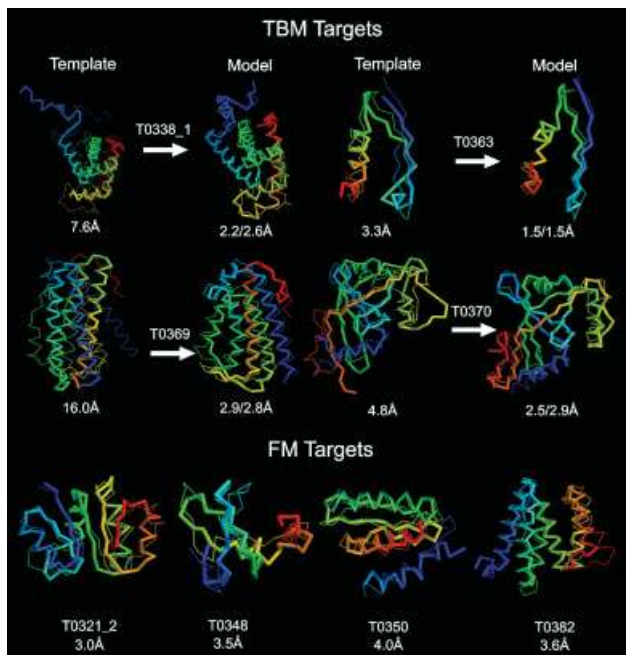 TBM Targets
Template Model Template Model
T0338_1 T0363
7.6Å 2.2/2.6Å 3.3Å 1.5/1.5Å
T0369 T0370
16.0Å 2.9/2.8Å 4.8Å 2.5/2.9Å
FM Targets
T0321_2 T0348 T0350 T0382
3.0Å 3.5Å 4.0Å 3.6Å